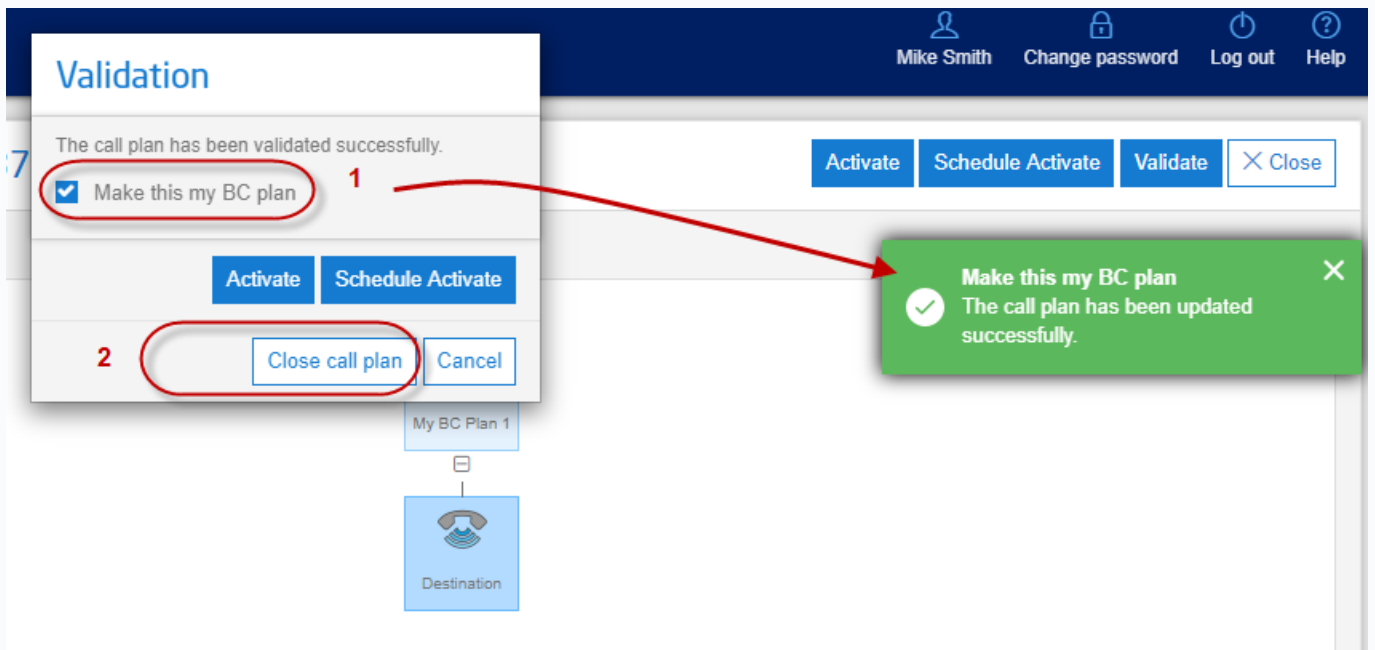 Mike Smith
Change password
Log out
Help
Validation
The call plan has been validated successfully.
Make this my BC plan
1
7
Activate
Schedule Activate
Validate
Close
Activate
Schedule Activate
Make this my BC plan
The call plan has been updated
successfully.
2
Close call plan
Cancel
My BC Plan 1
Destination